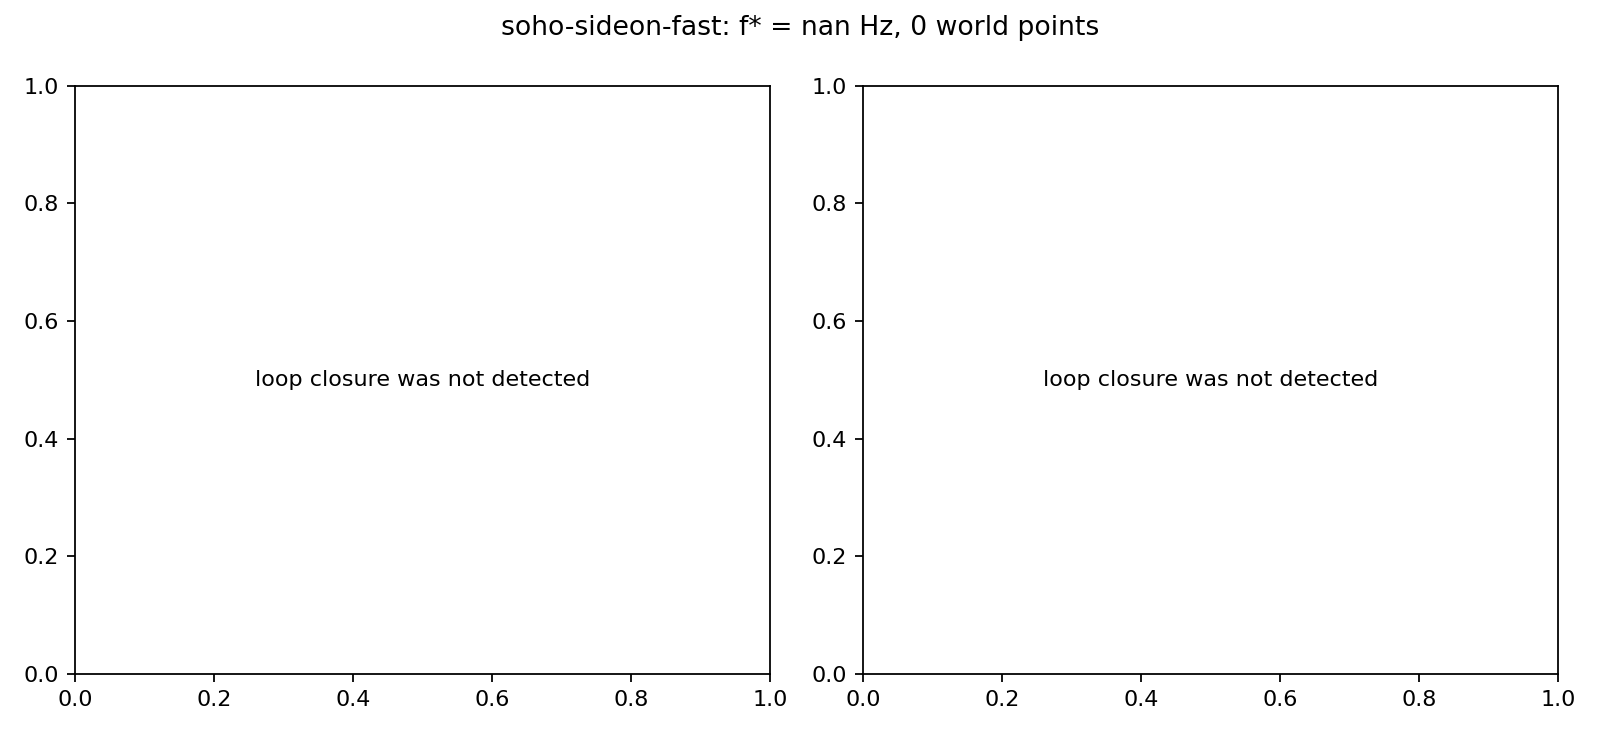 soho-sideon-fast: f* = nan Hz, 0 world points
1.0
0.8
0.6
0.4
0.2
0.0
loop closure was not detected
0.0 0.2 0.4 0.6 0.8 1.0
1.0
0.8
0.6
0.4
0.2
0.0
loop closure was not detected
0.0 0.2 0.4 0.6 0.8 1.0